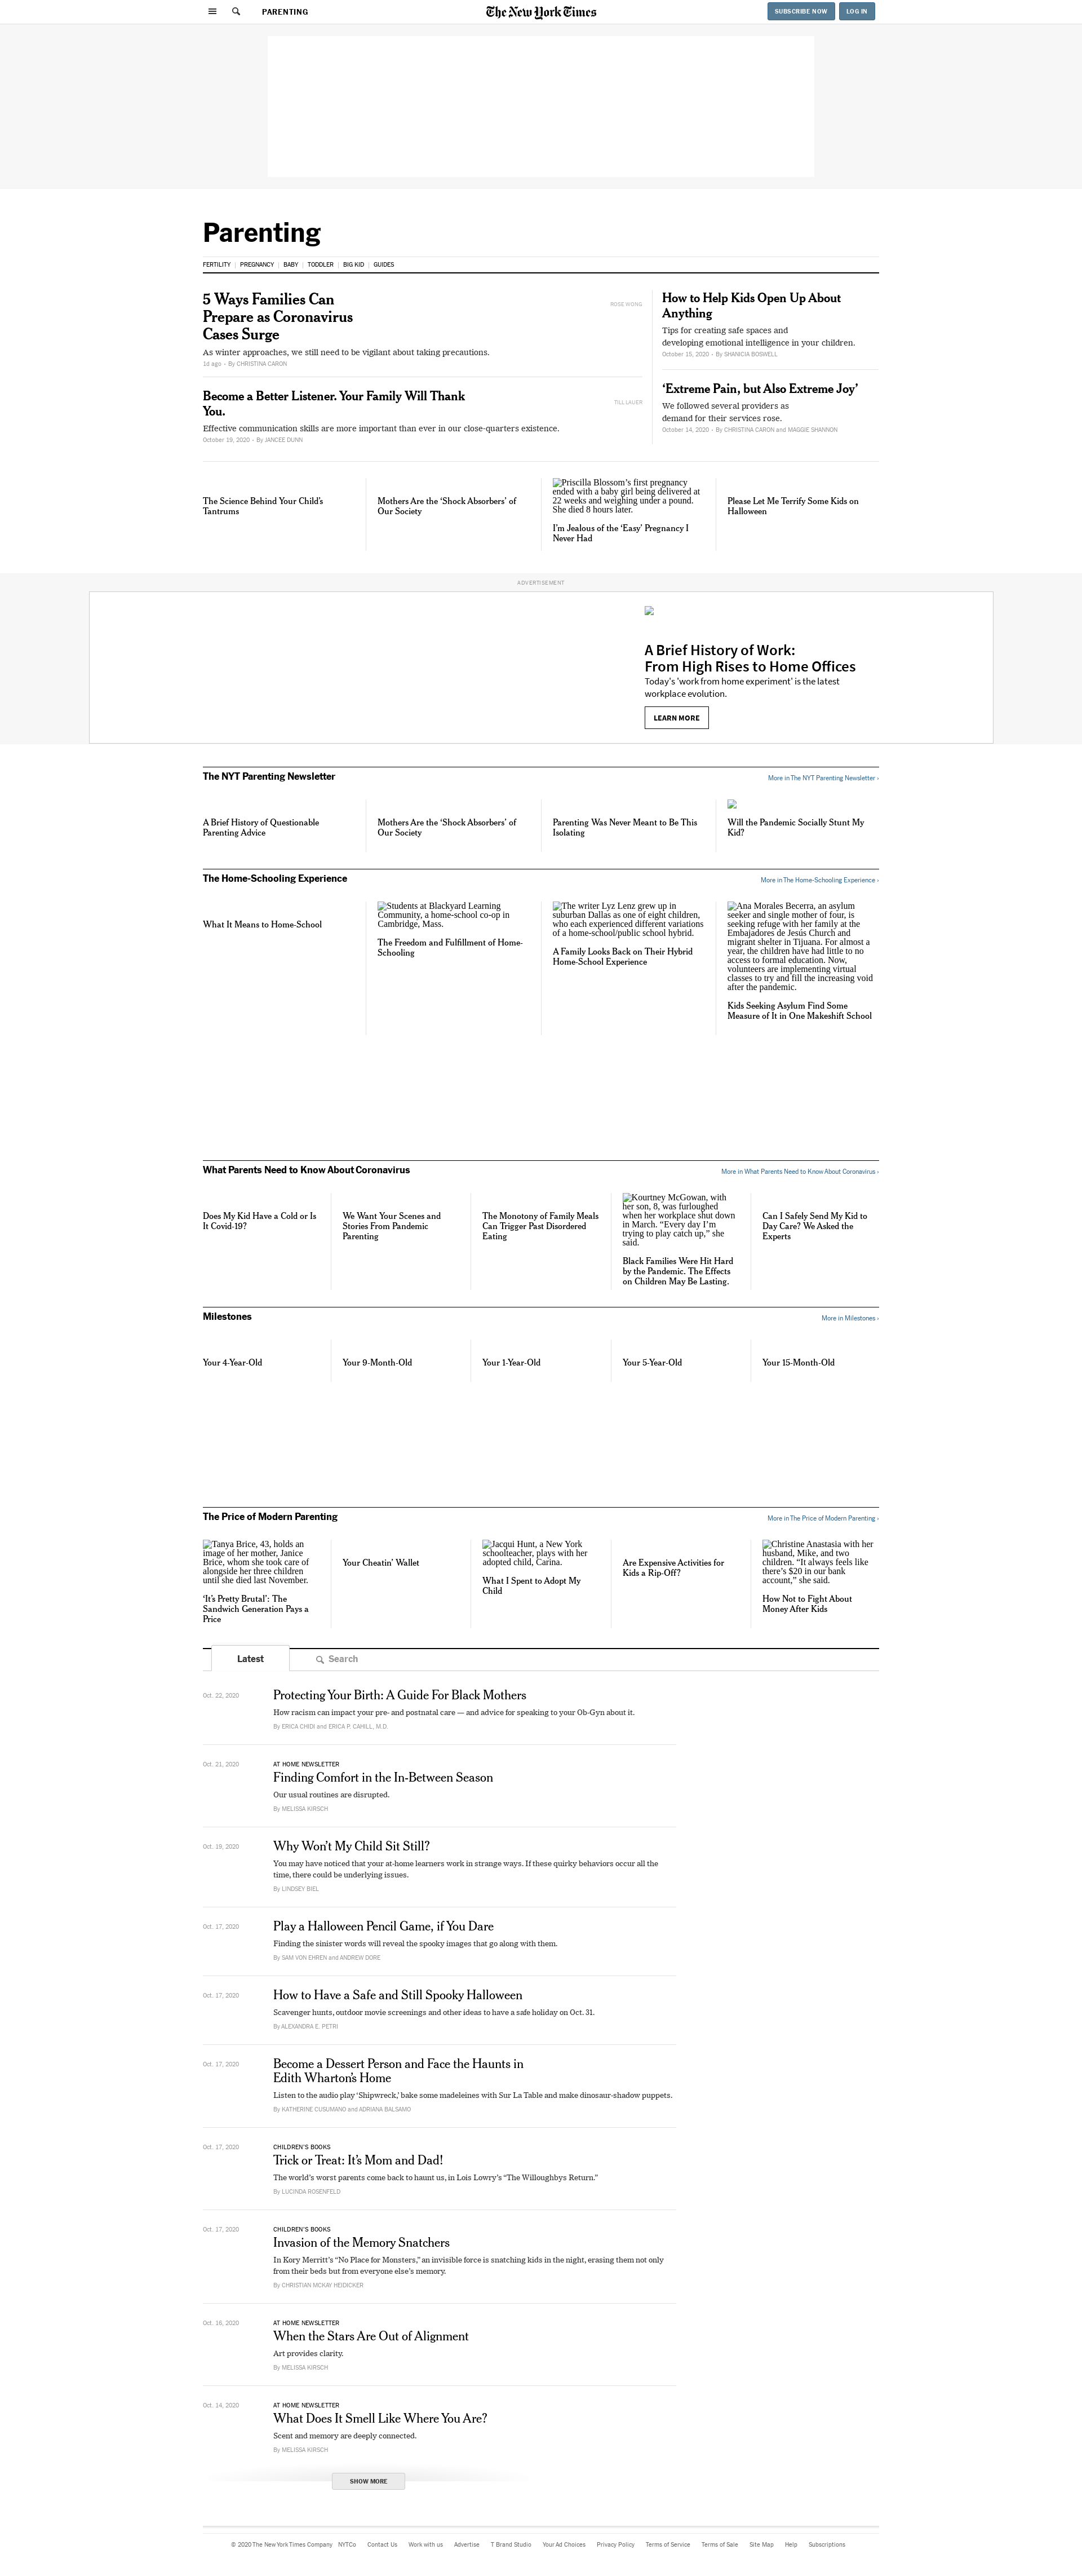 PARENTING
The New York Times
SUBSCRIBE NOW
LOG IN
Parenting
FERTILITY | PREGNANCY | BABY | TODDLER | BIG KID | GUIDES
5 Ways Families Can
Prepare as Coronavirus
Cases Surge
As winter approaches, we still need to be vigilant about taking precautions.
1d ago - By CHRISTINA CARON
ROSE WONG
Become a Better Listener. Your Family Will Thank
You.
Effective communication skills are more important than ever in our close-quarters existence.
October 19, 2020 - By JANCEE DUNN
TILL LAUER
How to Help Kids Open Up About
Anything
Tips for creating safe spaces and
developing emotional intelligence in your children.
October 15, 2020 - By SHANICIA BOSWELL
‘Extreme Pain, but Also Extreme Joy’
We followed several providers as
demand for their services rose.
October 14, 2020 - By CHRISTINA CARON and MAGGIE SHANNON
The Science Behind Your Child’s
Tantrums
Mothers Are the ‘Shock Absorbers’ of
Our Society
Priscilla Blossom’s first pregnancy
ended with a baby girl being delivered at
22 weeks and weighing under a pound.
She died 8 hours later.
I’m Jealous of the ‘Easy’ Pregnancy I
Never Had
Please Let Me Terrify Some Kids on
Halloween
ADVERTISEMENT
A Brief History of Work:
From High Rises to Home Offices
Today's 'work from home experiment' is the latest
workplace evolution.
LEARN MORE
The NYT Parenting Newsletter
More in The NYT Parenting Newsletter ›
A Brief History of Questionable
Parenting Advice
Mothers Are the ‘Shock Absorbers’ of
Our Society
Parenting Was Never Meant to Be This
Isolating
Will the Pandemic Socially Stunt My
Kid?
The Home-Schooling Experience
More in The Home-Schooling Experience ›
What It Means to Home-School
Students at Blackyard Learning
Community, a home-school co-op in
Cambridge, Mass.
The Freedom and Fulfillment of Home-
Schooling
The writer Lyz Lenz grew up in
suburban Dallas as one of eight children,
who each experienced different variations
of a home-school/public school hybrid.
A Family Looks Back on Their Hybrid
Home-School Experience
Ana Morales Becerra, an asylum
seeker and single mother of four, is
seeking refuge with her family at the
Embajadores de Jesús Church and
migrant shelter in Tijuana. For almost a
year, the children have had little to no
access to formal education. Now,
volunteers are implementing virtual
classes to try and fill the increasing void
after the pandemic.
Kids Seeking Asylum Find Some
Measure of It in One Makeshift School
What Parents Need to Know About Coronavirus
More in What Parents Need to Know About Coronavirus ›
Does My Kid Have a Cold or Is
It Covid-19?
We Want Your Scenes and
Stories From Pandemic
Parenting
The Monotony of Family Meals
Can Trigger Past Disordered
Eating
Kourtney McGowan, with
her son, 8, was furloughed
when her workplace shut down
in March. “Every day I’m
trying to play catch up,” she
said.
Black Families Were Hit Hard
by the Pandemic. The Effects
on Children May Be Lasting.
Can I Safely Send My Kid to
Day Care? We Asked the
Experts
Milestones
More in Milestones ›
Your 4-Year-Old
Your 9-Month-Old
Your 1-Year-Old
Your 5-Year-Old
Your 15-Month-Old
The Price of Modern Parenting
More in The Price of Modern Parenting ›
Tanya Brice, 43, holds an
image of her mother, Janice
Brice, whom she took care of
alongside her three children
until she died last November.
‘It’s Pretty Brutal’: The
Sandwich Generation Pays a
Price
Your Cheatin’ Wallet
Jacqui Hunt, a New York
schoolteacher, plays with her
adopted child, Carina.
What I Spent to Adopt My
Child
Are Expensive Activities for
Kids a Rip-Off?
Christine Anastasia with her
husband, Mike, and two
children. “It always feels like
there’s $20 in our bank
account,” she said.
How Not to Fight About
Money After Kids
Latest
Search
Oct. 22, 2020
Protecting Your Birth: A Guide For Black Mothers
How racism can impact your pre- and postnatal care — and advice for speaking to your Ob-Gyn about it.
By ERICA CHIDI and ERICA P. CAHILL, M.D.
Oct. 21, 2020
AT HOME NEWSLETTER
Finding Comfort in the In-Between Season
Our usual routines are disrupted.
By MELISSA KIRSCH
Oct. 19, 2020
Why Won’t My Child Sit Still?
You may have noticed that your at-home learners work in strange ways. If these quirky behaviors occur all the
time, there could be underlying issues.
By LINDSEY BIEL
Oct. 17, 2020
Play a Halloween Pencil Game, if You Dare
Finding the sinister words will reveal the spooky images that go along with them.
By SAM VON EHREN and ANDREW DORE
Oct. 17, 2020
How to Have a Safe and Still Spooky Halloween
Scavenger hunts, outdoor movie screenings and other ideas to have a safe holiday on Oct. 31.
By ALEXANDRA E. PETRI
Oct. 17, 2020
Become a Dessert Person and Face the Haunts in
Edith Wharton’s Home
Listen to the audio play ‘Shipwreck,’ bake some madeleines with Sur La Table and make dinosaur-shadow puppets.
By KATHERINE CUSUMANO and ADRIANA BALSAMO
Oct. 17, 2020
CHILDREN’S BOOKS
Trick or Treat: It’s Mom and Dad!
The world’s worst parents come back to haunt us, in Lois Lowry’s “The Willoughbys Return.”
By LUCINDA ROSENFELD
Oct. 17, 2020
CHILDREN’S BOOKS
Invasion of the Memory Snatchers
In Kory Merritt’s “No Place for Monsters,” an invisible force is snatching kids in the night, erasing them not only
from their beds but from everyone else’s memory.
By CHRISTIAN MCKAY HEIDICKER
Oct. 16, 2020
AT HOME NEWSLETTER
When the Stars Are Out of Alignment
Art provides clarity.
By MELISSA KIRSCH
Oct. 14, 2020
AT HOME NEWSLETTER
What Does It Smell Like Where You Are?
Scent and memory are deeply connected.
By MELISSA KIRSCH
SHOW MORE
© 2020 The New York Times Company NYTCo Contact Us Work with us Advertise T Brand Studio Your Ad Choices Privacy Policy Terms of Service Terms of Sale Site Map Help Subscriptions